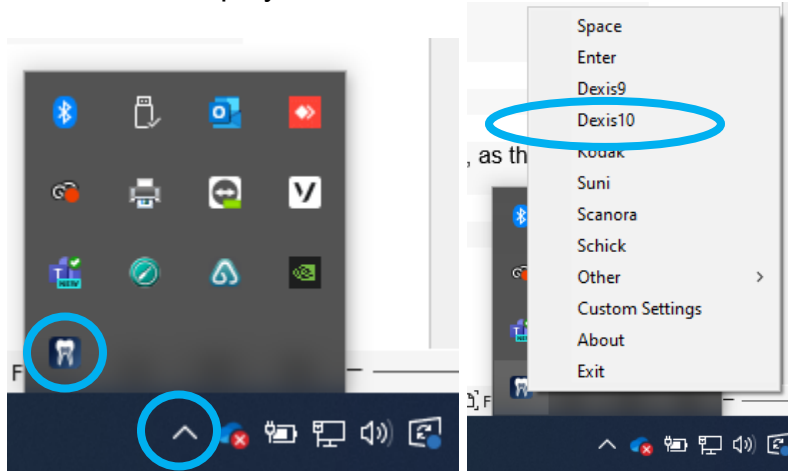 F
Space
Enter
Dexis9
Dexis10
, as th
Kodak
Suni
Scanora
Schick
Other
Custom Settings
About
Exit
F